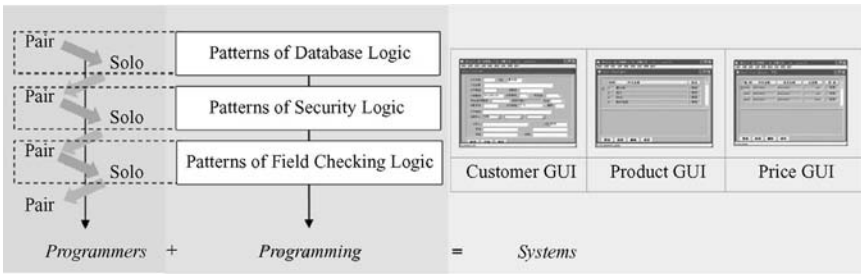 Pair
Solo
Patterns of Database Logic
Pair
Solo
Patterns of Security Logic
Pair
Solo
Patterns of Field Checking Logic
Pair
Customer GUI
Product GUI
Price GUI
Programmers + Programming = Systems